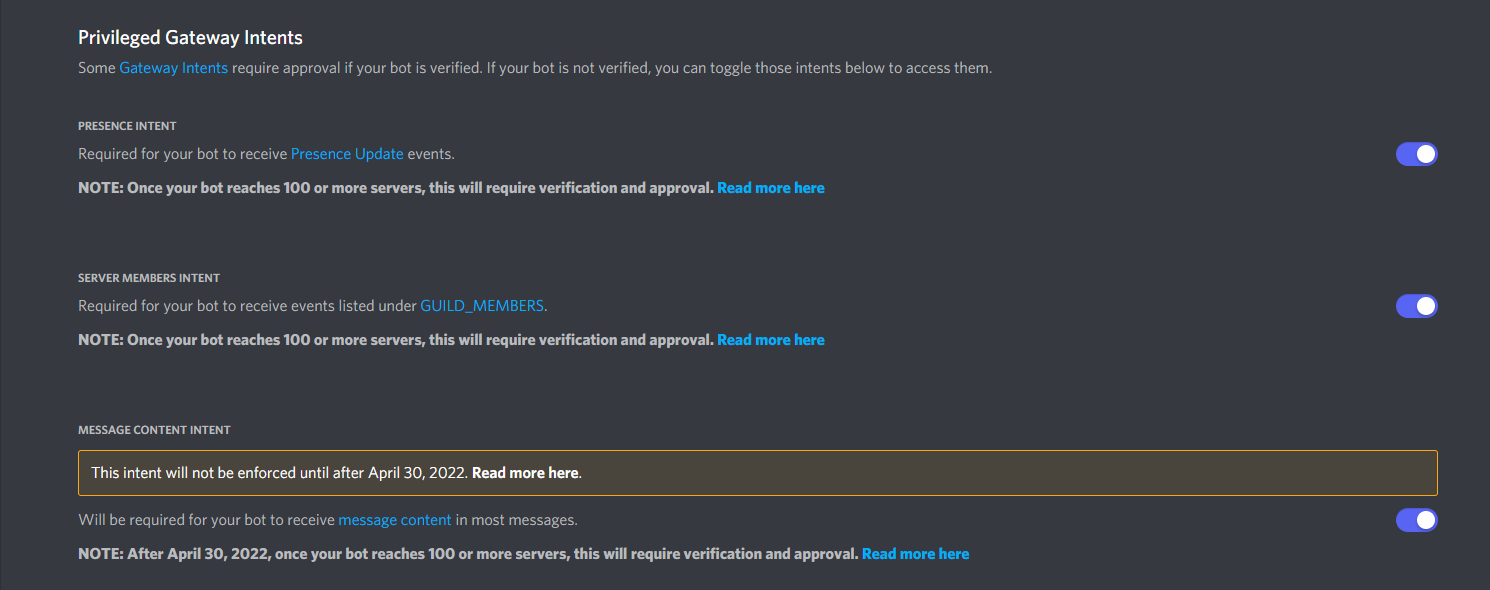 Privileged Gateway Intents
Some Gateway Intents require approval if your bot is verified. If your bot is not verified, you can toggle those intents below to access them.
PRESENCE INTENT
Required for your bot to receive Presence Update events.
NOTE: Once your bot reaches 100 or more servers, this will require verification and approval. Read more here
SERVER MEMBERS INTENT
Required for your bot to receive events listed under GUILD_MEMBERS.
NOTE: Once your bot reaches 100 or more servers, this will require verification and approval. Read more here
MESSAGE CONTENT INTENT
This intent will not be enforced until after April 30, 2022. Read more here.
Will be required for your bot to receive message content in most messages.
NOTE: After April 30, 2022, once your bot reaches 100 or more servers, this will require verification and approval. Read more here